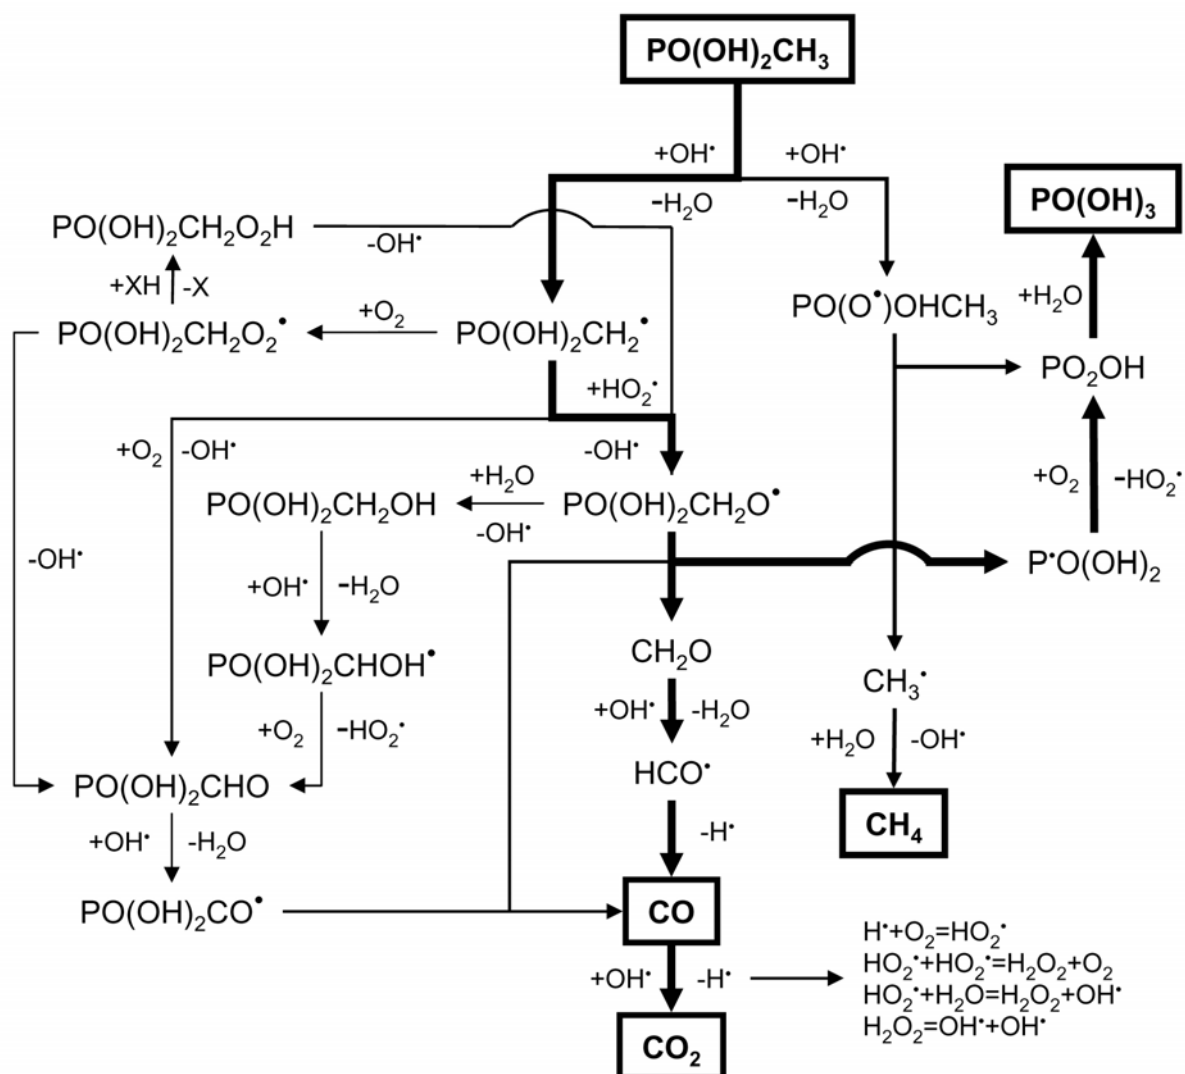 PO(OH)₂CH₃
+OH• +OH•
-H₂O -H₂O
PO(OH)₃
PO(OH)₂CH₂O₂H
-OH•
+XH -X
+H₂O
PO(O•)OHCH₃
PO(OH)₂CH₂O₂•
+O₂
PO(OH)₂CH₂•
PO₂OH
+HO₂•
+O₂ -OH•
-OH•
+O₂ -HO₂•
PO(OH)₂CH₂OH
+H₂O
-OH•
PO(OH)₂CH₂O•
-OH•
P•O(OH)₂
+OH• -H₂O
CH₂O
PO(OH)₂CHOH•
CH₃•
+OH• -H₂O
+O₂ -HO₂•
+H₂O -OH•
HCO•
PO(OH)₂CHO
CH₄
+OH• -H₂O
-H•
PO(OH)₂CO•
CO
H•+O₂=HO₂•
HO₂•+HO₂•=H₂O₂+O₂
HO₂•+H₂O=H₂O₂+OH•
H₂O₂=OH•+OH•
+OH• -H•
CO₂